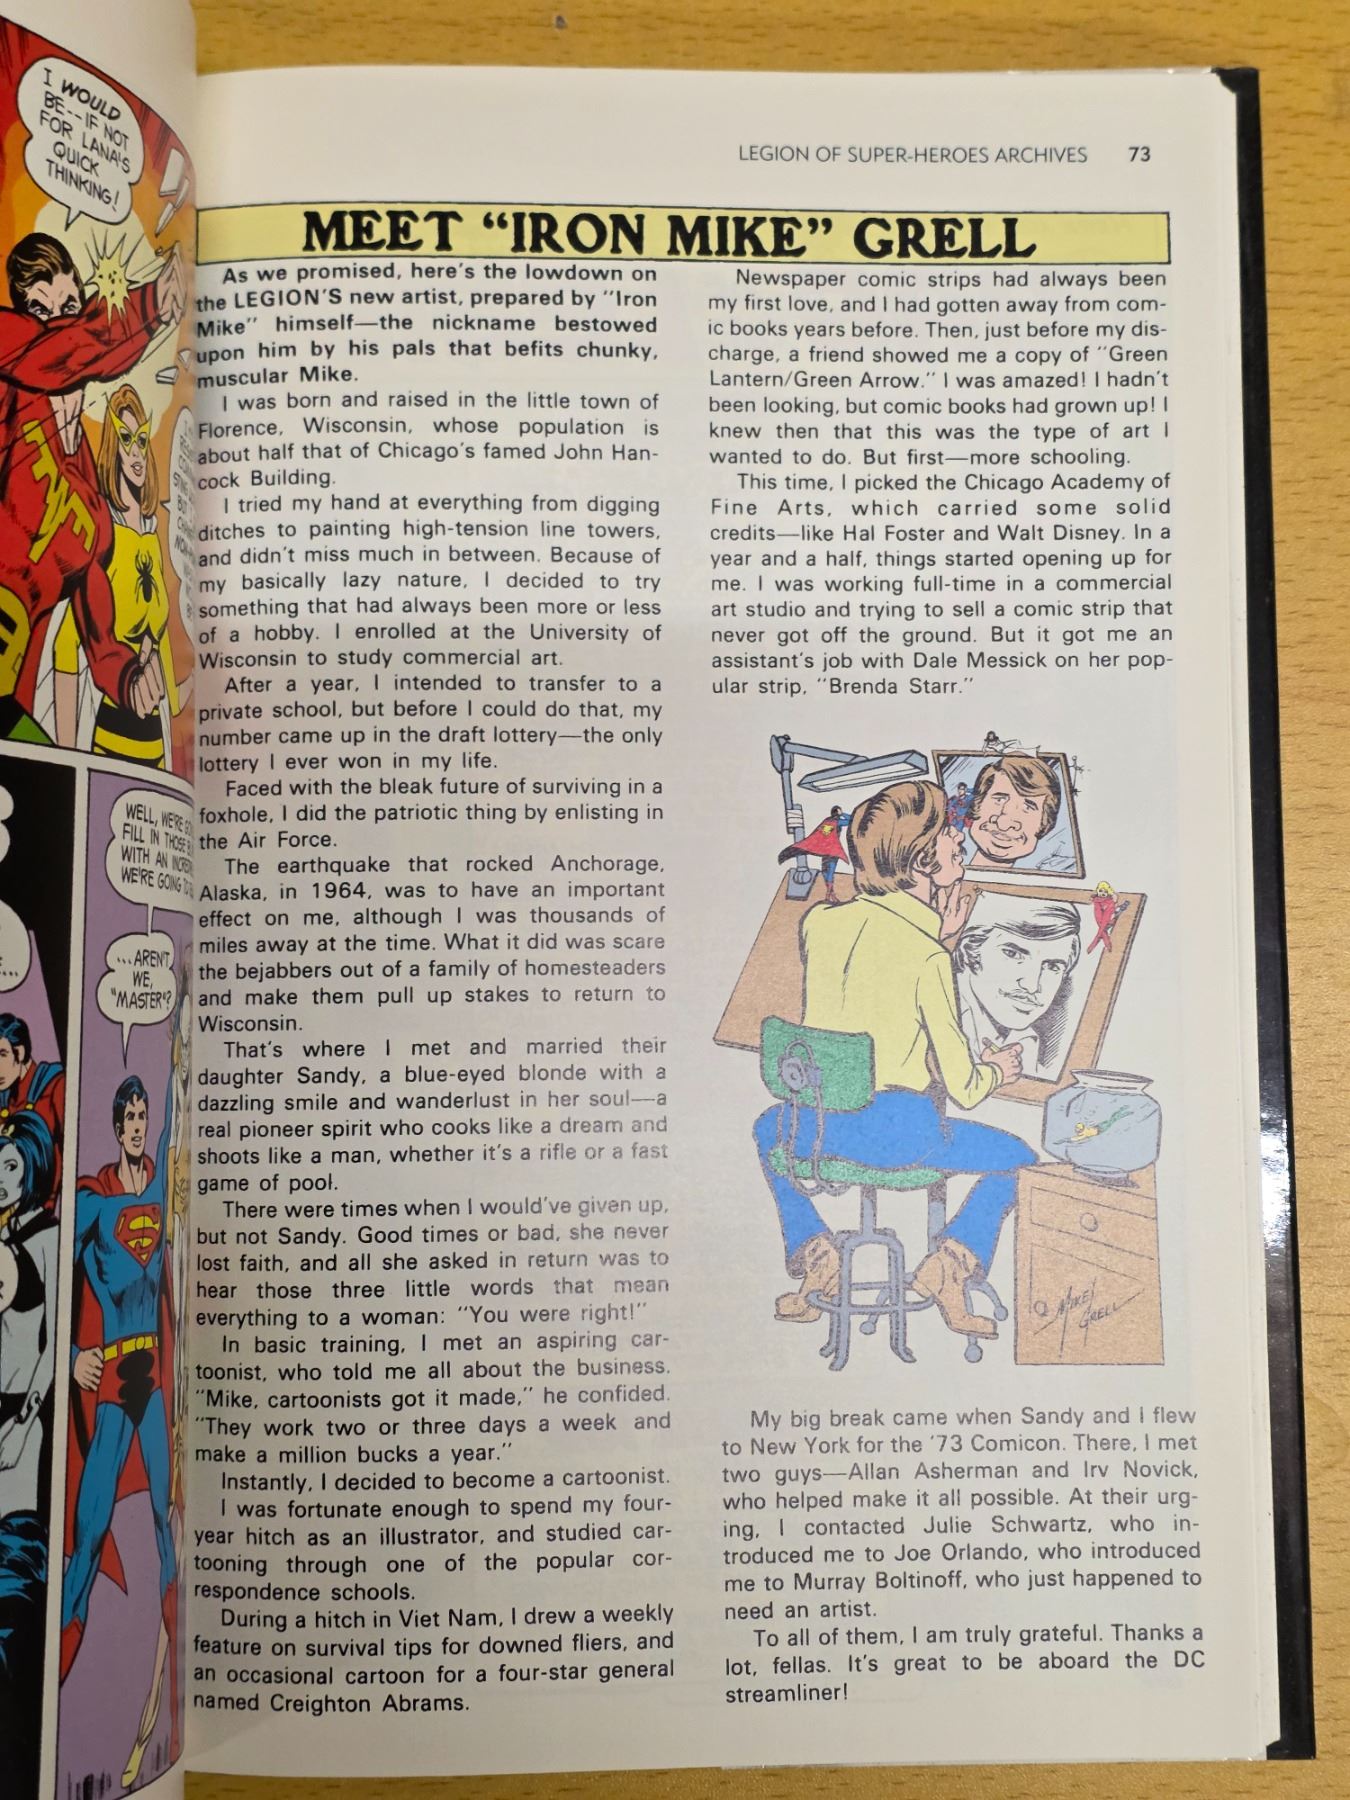 I WOULD
BE--IF NOT
FOR LANA'S
QUICK
THINKING!
WELL, WE'RE
FILL IN THOSE
WITH AN
WE'RE GOING
...AREN'T
WE,
"MASTER"?
LEGION OF SUPER-HEROES ARCHIVES 73
MEET “IRON MIKE” GRELL
As we promised, here's the lowdown on
the LEGION'S new artist, prepared by "Iron
Mike" himself—the nickname bestowed
upon him by his pals that befits chunky,
muscular Mike.
I was born and raised in the little town of
Florence, Wisconsin, whose population is
about half that of Chicago's famed John Han-
cock Building.
I tried my hand at everything from digging
ditches to painting high-tension line towers,
and didn't miss much in between. Because of
my basically lazy nature, I decided to try
something that had always been more or less
of a hobby. I enrolled at the University of
Wisconsin to study commercial art.
After a year, I intended to transfer to a
private school, but before I could do that, my
number came up in the draft lottery—the only
lottery I ever won in my life.
Faced with the bleak future of surviving in a
foxhole, I did the patriotic thing by enlisting in
the Air Force.
The earthquake that rocked Anchorage,
Alaska, in 1964, was to have an important
effect on me, although I was thousands of
miles away at the time. What it did was scare
the bejabbers out of a family of homesteaders
and make them pull up stakes to return to
Wisconsin.
That's where I met and married their
daughter Sandy, a blue-eyed blonde with a
dazzling smile and wanderlust in her soul—a
real pioneer spirit who cooks like a dream and
shoots like a man, whether it's a rifle or a fast
game of pool.
There were times when I would've given up,
but not Sandy. Good times or bad, she never
lost faith, and all she asked in return was to
hear those three little words that mean
everything to a woman: "You were right!"
In basic training, I met an aspiring car-
toonist, who told me all about the business.
"Mike, cartoonists got it made," he confided.
"They work two or three days a week and
make a million bucks a year."
Instantly, I decided to become a cartoonist.
I was fortunate enough to spend my four-
year hitch as an illustrator, and studied car-
tooning through one of the popular cor-
respondence schools.
During a hitch in Viet Nam, I drew a weekly
feature on survival tips for downed fliers, and
an occasional cartoon for a four-star general
named Creighton Abrams.
Newspaper comic strips had always been
my first love, and I had gotten away from com-
ic books years before. Then, just before my dis-
charge, a friend showed me a copy of "Green
Lantern/Green Arrow." I was amazed! I hadn't
been looking, but comic books had grown up! I
knew then that this was the type of art I
wanted to do. But first—more schooling.
This time, I picked the Chicago Academy of
Fine Arts, which carried some solid
credits—like Hal Foster and Walt Disney. In a
year and a half, things started opening up for
me. I was working full-time in a commercial
art studio and trying to sell a comic strip that
never got off the ground. But it got me an
assistant's job with Dale Messick on her pop-
ular strip, "Brenda Starr."
MIKE
GRELL
My big break came when Sandy and I flew
to New York for the '73 Comicon. There, I met
two guys—Allan Asherman and Irv Novick,
who helped make it all possible. At their urg-
ing, I contacted Julie Schwartz, who in-
troduced me to Joe Orlando, who introduced
me to Murray Boltinoff, who just happened to
need an artist.
To all of them, I am truly grateful. Thanks a
lot, fellas. It's great to be aboard the DC
streamliner!